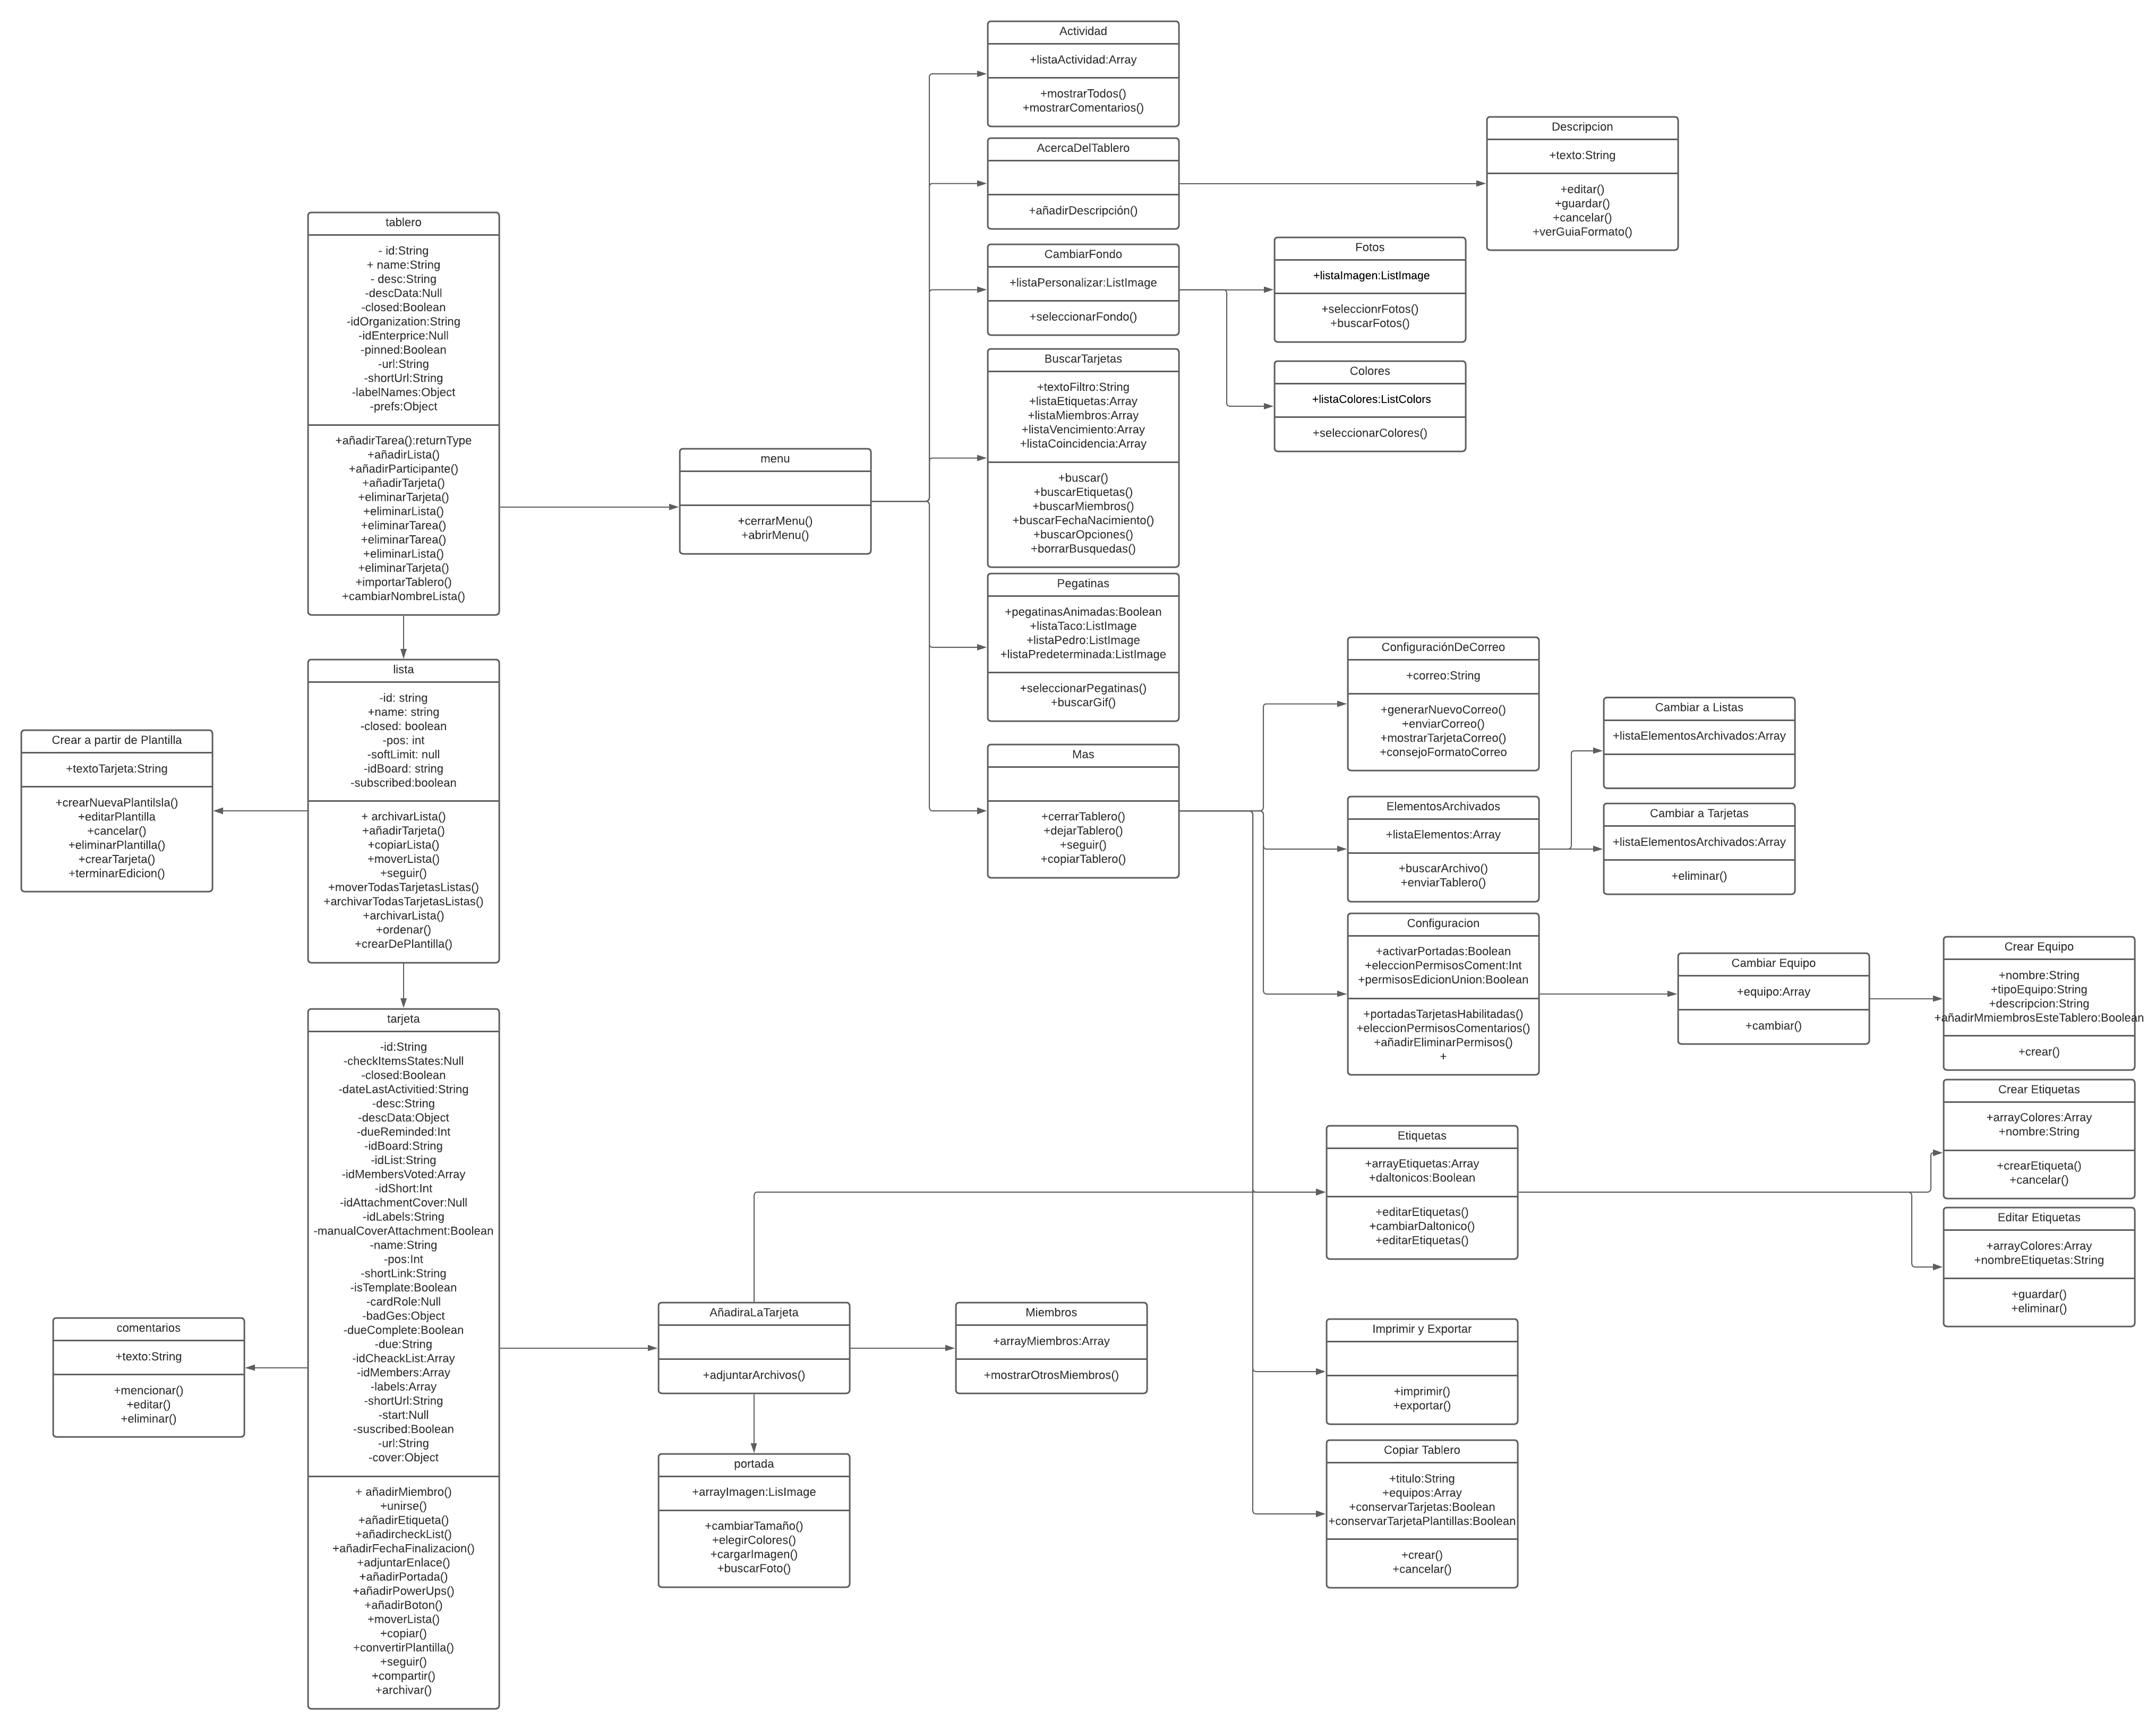 Actividad
+listaActividad:Array
+mostrarTodos()
+mostrarComentarios()
AcercaDelTablero
+añadirDescripción()
Descripcion
+texto:String
+editar()
+guardar()
+cancelar()
+verGuiaFormato()
tablero
- id:String
+ name:String
- desc:String
-descData:Null
-closed:Boolean
-idOrganization:String
-idEnterprice:Null
-pinned:Boolean
-url:String
-shortUrl:String
-labelNames:Object
-prefs:Object
+añadirTarea():returnType
+añadirLista()
+añadirParticipante()
+añadirTarjeta()
+eliminarTarjeta()
+eliminarLista()
+eliminarTarea()
+eliminarTarea()
+eliminarLista()
+eliminarTarjeta()
+importarTablero()
+cambiarNombreLista()
CambiarFondo
+listaPersonalizar:ListImage
+seleccionarFondo()
Fotos
+listaImagen:ListImage
+seleccionrFotos()
+buscarFotos()
Colores
+listaColores:ListColors
+seleccionarColores()
BuscarTarjetas
+textoFiltro:String
+listaEtiquetas:Array
+listaMiembros:Array
+listaVencimiento:Array
+listaCoincidencia:Array
+buscar()
+buscarEtiquetas()
+buscarMiembros()
+buscarFechaNacimiento()
+buscarOpciones()
+borrarBusquedas()
menu
+cerrarMenu()
+abrirMenu()
Pegatinas
+pegatinasAnimadas:Boolean
+listaTaco:ListImage
+listaPedro:ListImage
+listaPredeterminada:ListImage
+seleccionarPegatinas()
+buscarGif()
Mas
+cerrarTablero()
+dejarTablero()
+seguir()
+copiarTablero()
ConfiguraciónDeCorreo
+correo:String
+generarNuevoCorreo()
+enviarCorreo()
+mostrarTarjetaCorreo()
+consejoFormatoCorreo
Cambiar a Listas
+listaElementosArchivados:Array
ElementosArchivados
+listaElementos:Array
+buscarArchivo()
+enviarTablero()
Cambiar a Tarjetas
+listaElementosArchivados:Array
+eliminar()
lista
-id: string
+name: string
-closed: boolean
-pos: int
-softLimit: null
-idBoard: string
-subscribed:boolean
+ archivarLista()
+añadirTarjeta()
+copiarLista()
+moverLista()
+seguir()
+moverTodasTarjetasListas()
+archivarTodasTarjetasListas()
+archivarLista()
+ordenar()
+crearDePlantilla()
Crear a partir de Plantilla
+textoTarjeta:String
+crearNuevaPlantilsla()
+editarPlantilla
+cancelar()
+eliminarPlantilla()
+crearTarjeta()
+terminarEdicion()
Configuracion
+activarPortadas:Boolean
+eleccionPermisosComent:Int
+permisosEdicionUnion:Boolean
+portadasTarjetasHabilitadas()
+eleccionPermisosComentarios()
+añadirEliminarPermisos()
+
Cambiar Equipo
+equipo:Array
+cambiar()
Crear Equipo
+nombre:String
+tipoEquipo:String
+descripcion:String
+añadirMmiembrosEsteTablero:Boolean
+crear()
Crear Etiquetas
+arrayColores:Array
+nombre:String
+crearEtiqueta()
+cancelar()
Etiquetas
+arrayEtiquetas:Array
+daltonicos:Boolean
+editarEtiquetas()
+cambiarDaltonico()
+editarEtiquetas()
Editar Etiquetas
+arrayColores:Array
+nombreEtiquetas:String
+guardar()
+eliminar()
tarjeta
-id:String
-checkItemsStates:Null
-closed:Boolean
-dateLastActivitied:String
-desc:String
-descData:Object
-dueReminded:Int
-idBoard:String
-idList:String
-idMembersVoted:Array
-idShort:Int
-idAttachmentCover:Null
-idLabels:String
-manualCoverAttachment:Boolean
-name:String
-pos:Int
-shortLink:String
-isTemplate:Boolean
-cardRole:Null
-badGes:Object
-dueComplete:Boolean
-due:String
-idCheackList:Array
-idMembers:Array
-labels:Array
-shortUrl:String
-start:Null
-suscribed:Boolean
-url:String
-cover:Object
+ añadirMiembro()
+unirse()
+añadirEtiqueta()
+añadircheckList()
+añadirFechaFinalizacion()
+adjuntarEnlace()
+añadirPortada()
+añadirPowerUps()
+añadirBoton()
+moverLista()
+copiar()
+convertirPlantilla()
+seguir()
+compartir()
+archivar()
comentarios
+texto:String
+mencionar()
+editar()
+eliminar()
AñadiraLaTarjeta
+adjuntarArchivos()
Miembros
+arrayMiembros:Array
+mostrarOtrosMiembros()
Imprimir y Exportar
+imprimir()
+exportar()
portada
+arrayImagen:LisImage
+cambiarTamaño()
+elegirColores()
+cargarImagen()
+buscarFoto()
Copiar Tablero
+titulo:String
+equipos:Array
+conservarTarjetas:Boolean
+conservarTarjetaPlantillas:Boolean
+crear()
+cancelar()